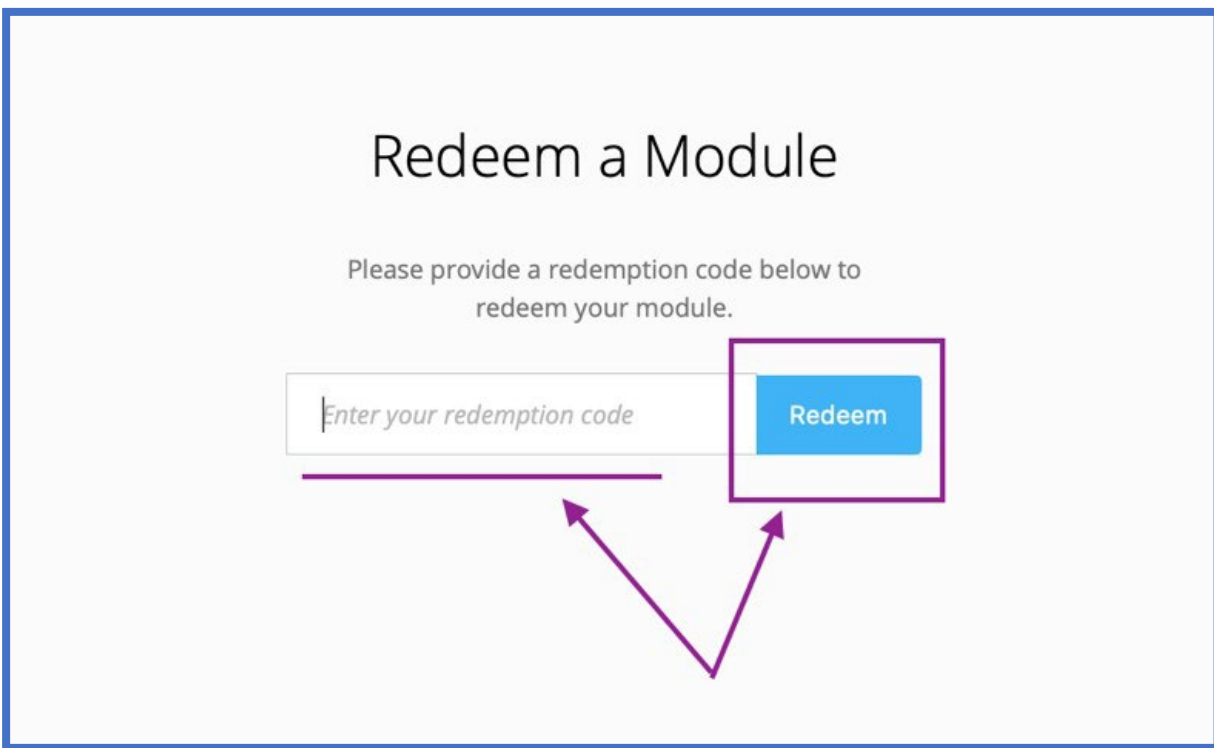 Redeem a Module
Please provide a redemption code below to
redeem your module.
Enter your redemption code
Redeem